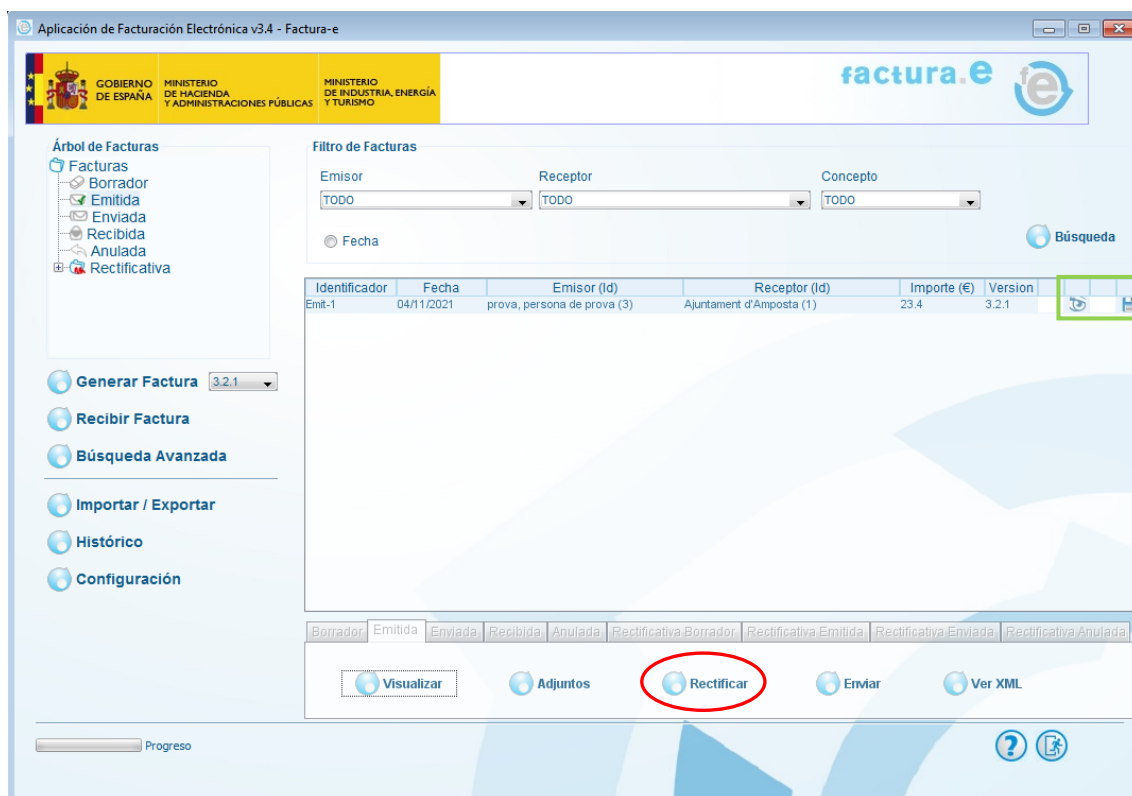 Aplicación de Facturación Electrónica v3.4 - Factura-e
GOBIERNO DE ESPAÑA
MINISTERIO DE HACIENDA Y ADMINISTRACIONES PÚBLICAS
MINISTERIO DE INDUSTRIA, ENERGÍA Y TURISMO
factura.e
Árbol de Facturas
Facturas
Borrador
Emitida
Enviada
Recibida
Anulada
Rectificativa
Filtro de Facturas
Emisor Receptor Concepto
TODO TODO TODO
Fecha
Búsqueda
Identificador Fecha Emisor (Id) Receptor (Id) Importe (€) Version
Emit-1 04/11/2021 prova, persona de prova (3) Ajuntament d'Amposta (1) 23.4 3.2.1
Generar Factura 3.2.1
Recibir Factura
Búsqueda Avanzada
Importar / Exportar
Histórico
Configuración
Borrador Emitida Enviada Recibida Anulada Rectificativa Borrador Rectificativa Emitida Rectificativa Enviada Rectificativa Anulada
Visualizar Adjuntos Rectificar Enviar Ver XML
Progreso
?